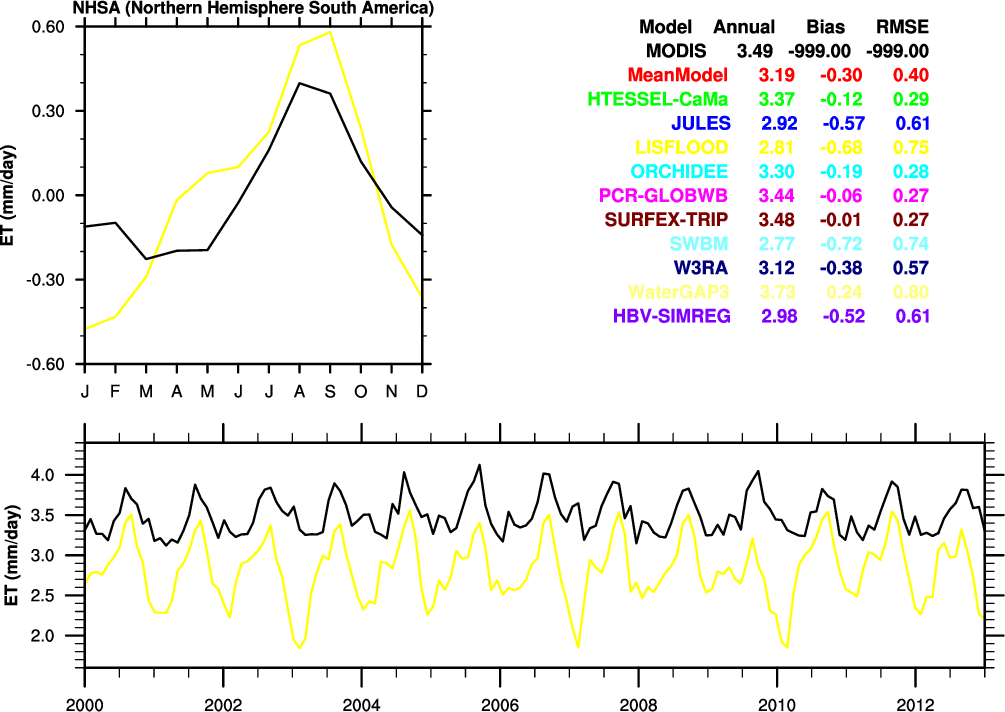 NHSA (Northern Hemisphere South America)
0.60
0.30
0.00
-0.30
-0.60
ET (mm/day)
J F M A M J J A S O N D
Model Annual Bias RMSE
MODIS 3.49 -999.00 -999.00
MeanModel 3.19 -0.30 0.40
HTESSEL-CaMa 3.37 -0.12 0.29
JULES 2.92 -0.57 0.61
LISFLOOD 2.81 -0.68 0.75
ORCHIDEE 3.30 -0.19 0.28
PCR-GLOBWB 3.44 -0.06 0.27
SURFEX-TRIP 3.48 -0.01 0.27
SWBM 2.77 -0.72 0.74
W3RA 3.12 -0.38 0.57
WaterGAP3 3.73 0.24 0.80
HBV-SIMREG 2.98 -0.52 0.61
4.0
3.5
3.0
2.5
2.0
ET (mm/day)
2000 2002 2004 2006 2008 2010 2012